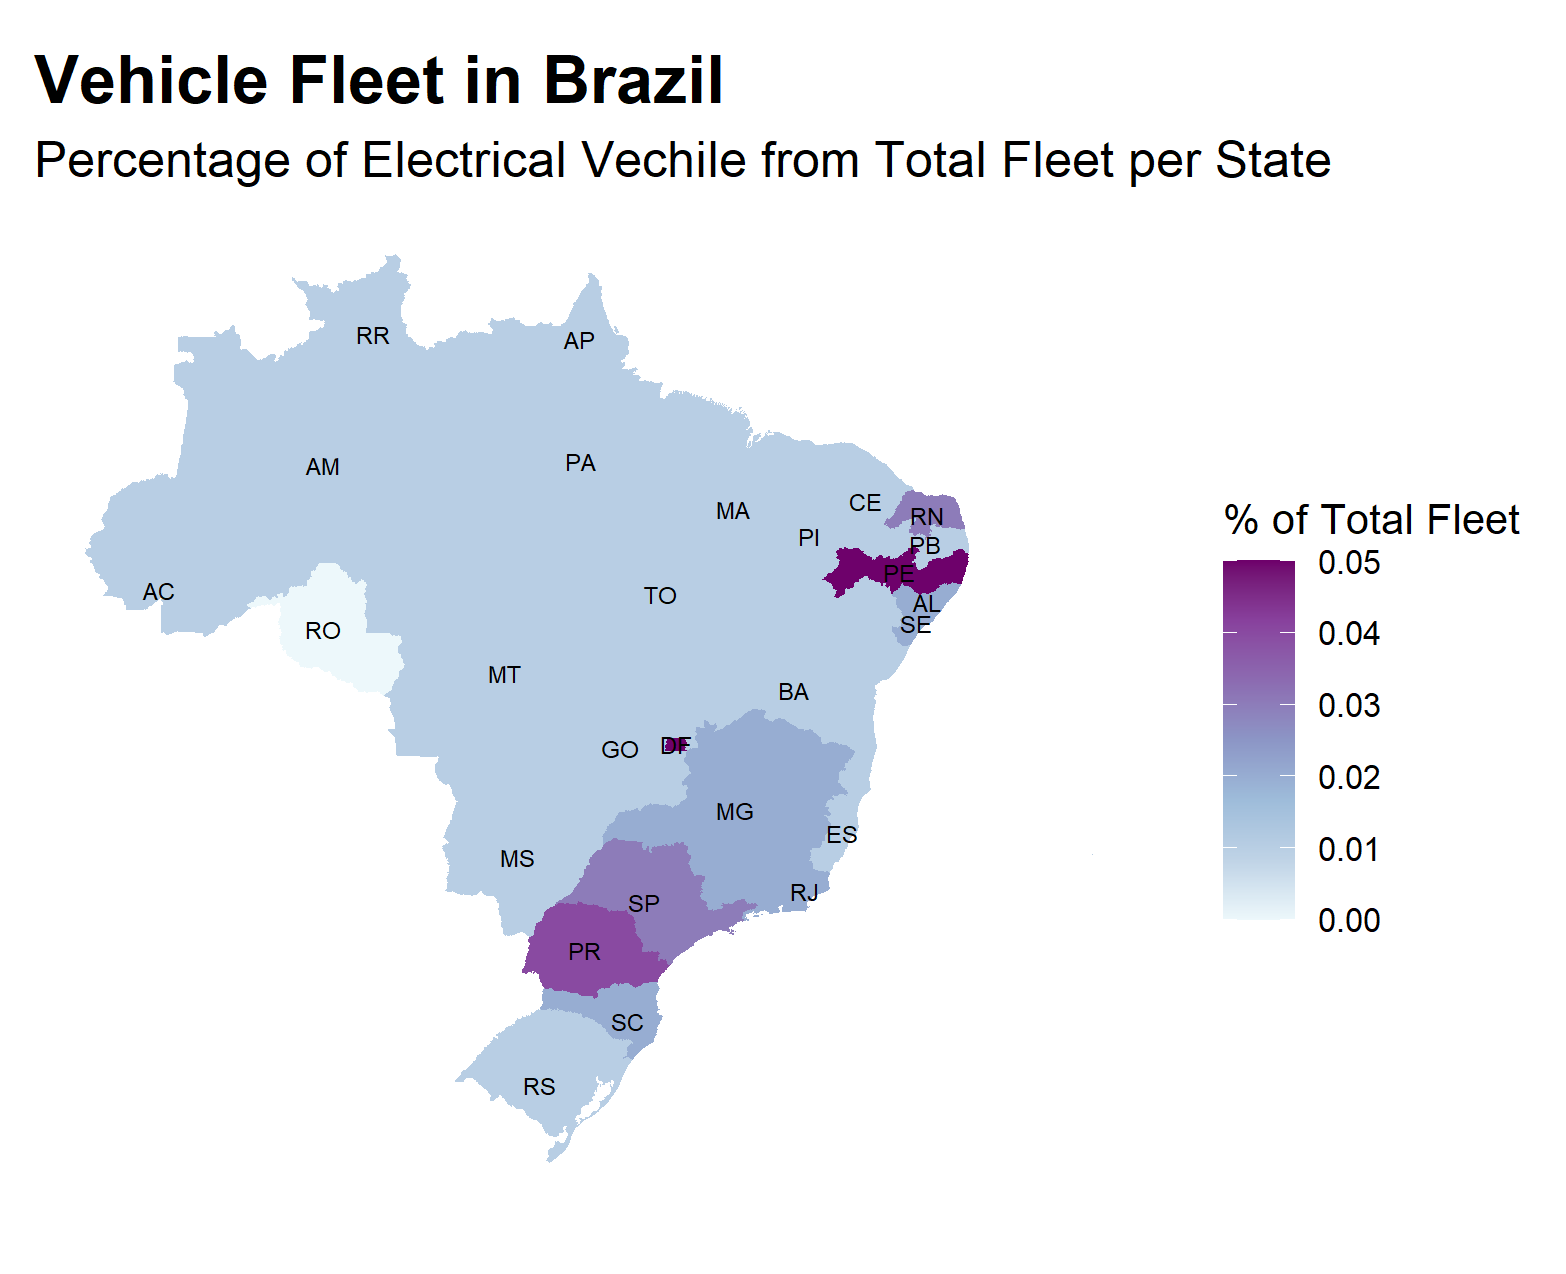 Vehicle Fleet in Brazil
Percentage of Electrical Vechile from Total Fleet per State
RR
AP
AM
PA
MA
CE
RN
PI
PB
PE
AC
TO
AL
SE
RO
MT
BA
GO
DF
MG
ES
MS
RJ
SP
PR
SC
RS
% of Total Fleet
0.05
0.04
0.03
0.02
0.01
0.00